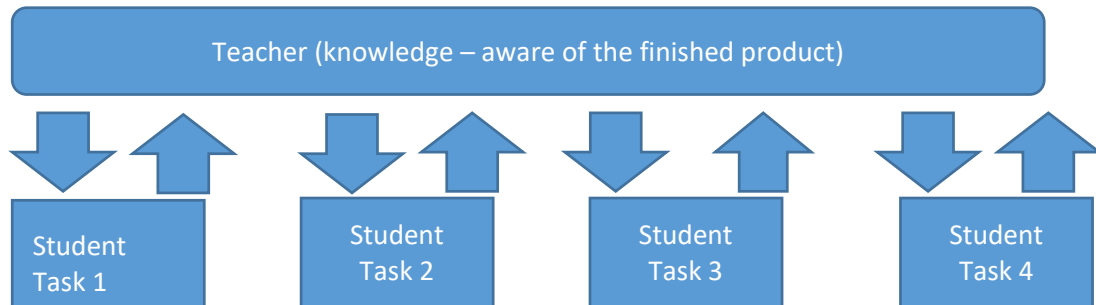 Teacher (knowledge – aware of the finished product)
Student
Task 1
Student
Task 2
Student
Task 3
Student
Task 4